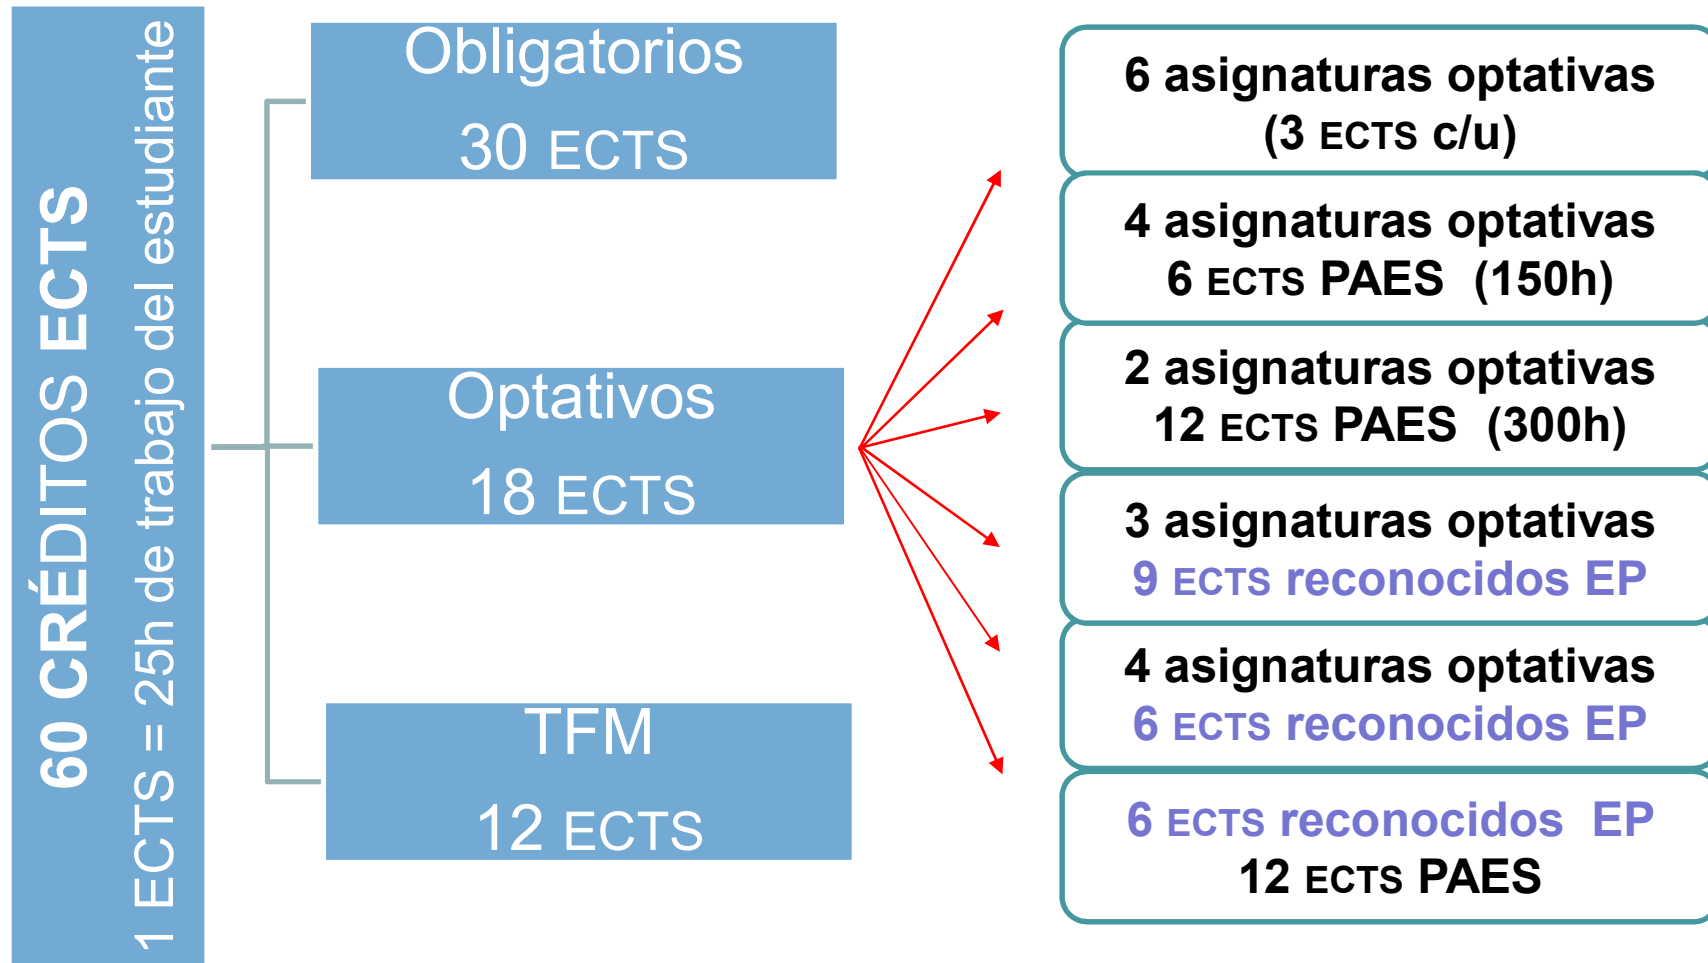 60 CRÉDITOS ECTS
1 ECTS = 25h de trabajo del estudiante
Obligatorios
30 ECTS
Optativos
18 ECTS
TFM
12 ECTS
6 asignaturas optativas
(3 ECTS c/u)
4 asignaturas optativas
6 ECTS PAES (150h)
2 asignaturas optativas
12 ECTS PAES (300h)
3 asignaturas optativas
9 ECTS reconocidos EP
4 asignaturas optativas
6 ECTS reconocidos EP
6 ECTS reconocidos EP
12 ECTS PAES